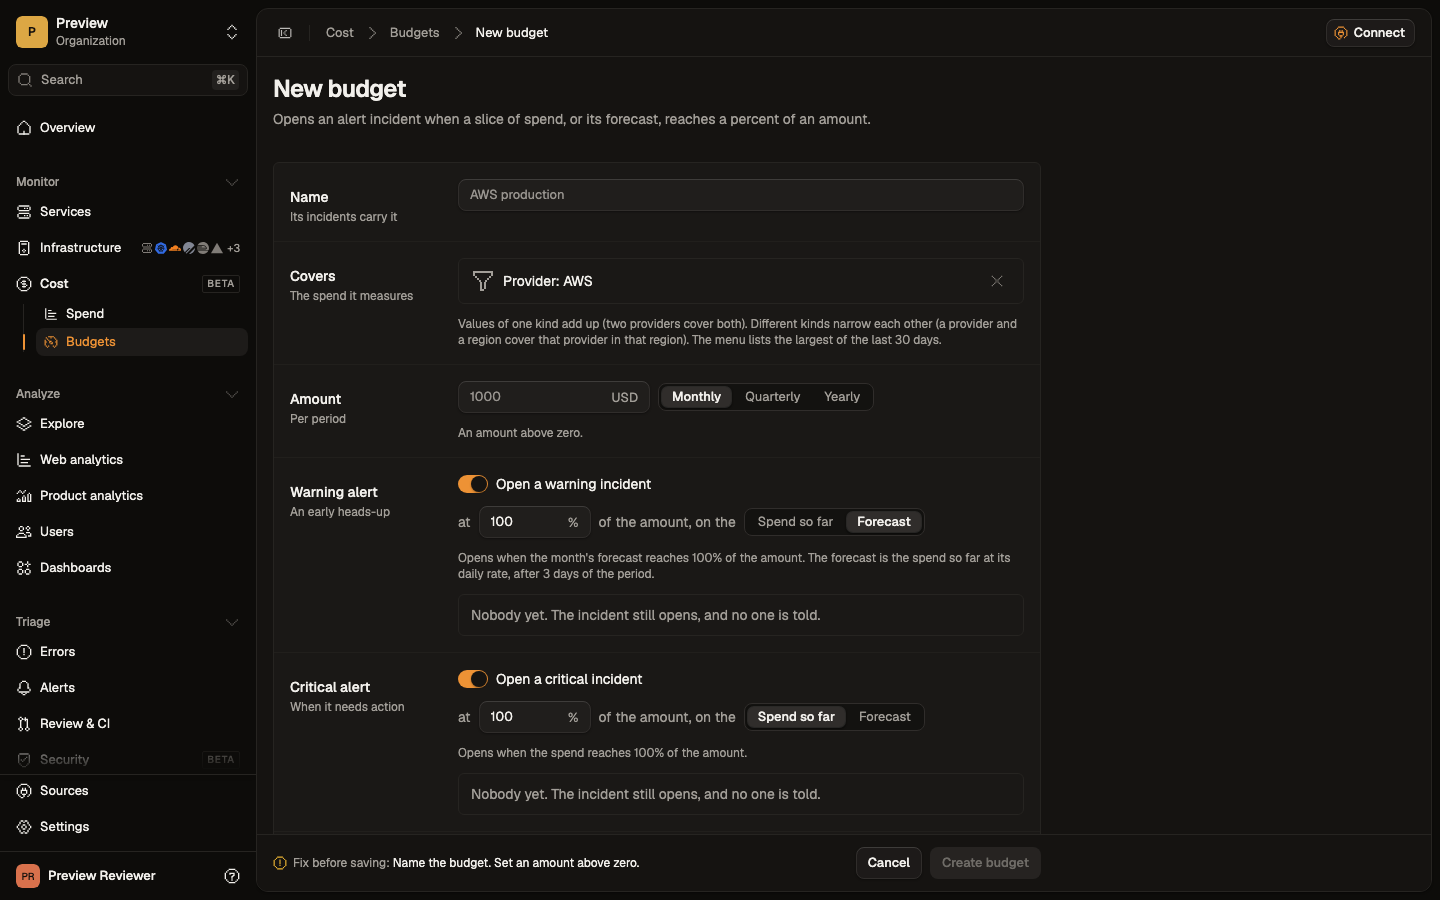 P
Preview
Organization
Search
⌘K
Overview
Monitor
Services
Infrastructure
+3
Cost
BETA
Spend
Budgets
Analyze
Explore
Web analytics
Product analytics
Users
Dashboards
Triage
Errors
Alerts
Review & CI
Security
BETA
Sources
Settings
PR
Preview Reviewer
Cost
Budgets
New budget
Connect
New budget
Opens an alert incident when a slice of spend, or its forecast, reaches a percent of an amount.
Name
Its incidents carry it
AWS production
Covers
The spend it measures
Provider: AWS
Values of one kind add up (two providers cover both). Different kinds narrow each other (a provider and
a region cover that provider in that region). The menu lists the largest of the last 30 days.
Amount
Per period
1000
USD
Monthly
Quarterly
Yearly
An amount above zero.
Warning alert
An early heads-up
Open a warning incident
at
100
%
of the amount, on the
Spend so far
Forecast
Opens when the month's forecast reaches 100% of the amount. The forecast is the spend so far at its
daily rate, after 3 days of the period.
Nobody yet. The incident still opens, and no one is told.
Critical alert
When it needs action
Open a critical incident
at
100
%
of the amount, on the
Spend so far
Forecast
Opens when the spend reaches 100% of the amount.
Nobody yet. The incident still opens, and no one is told.
Fix before saving: Name the budget. Set an amount above zero.
Cancel
Create budget